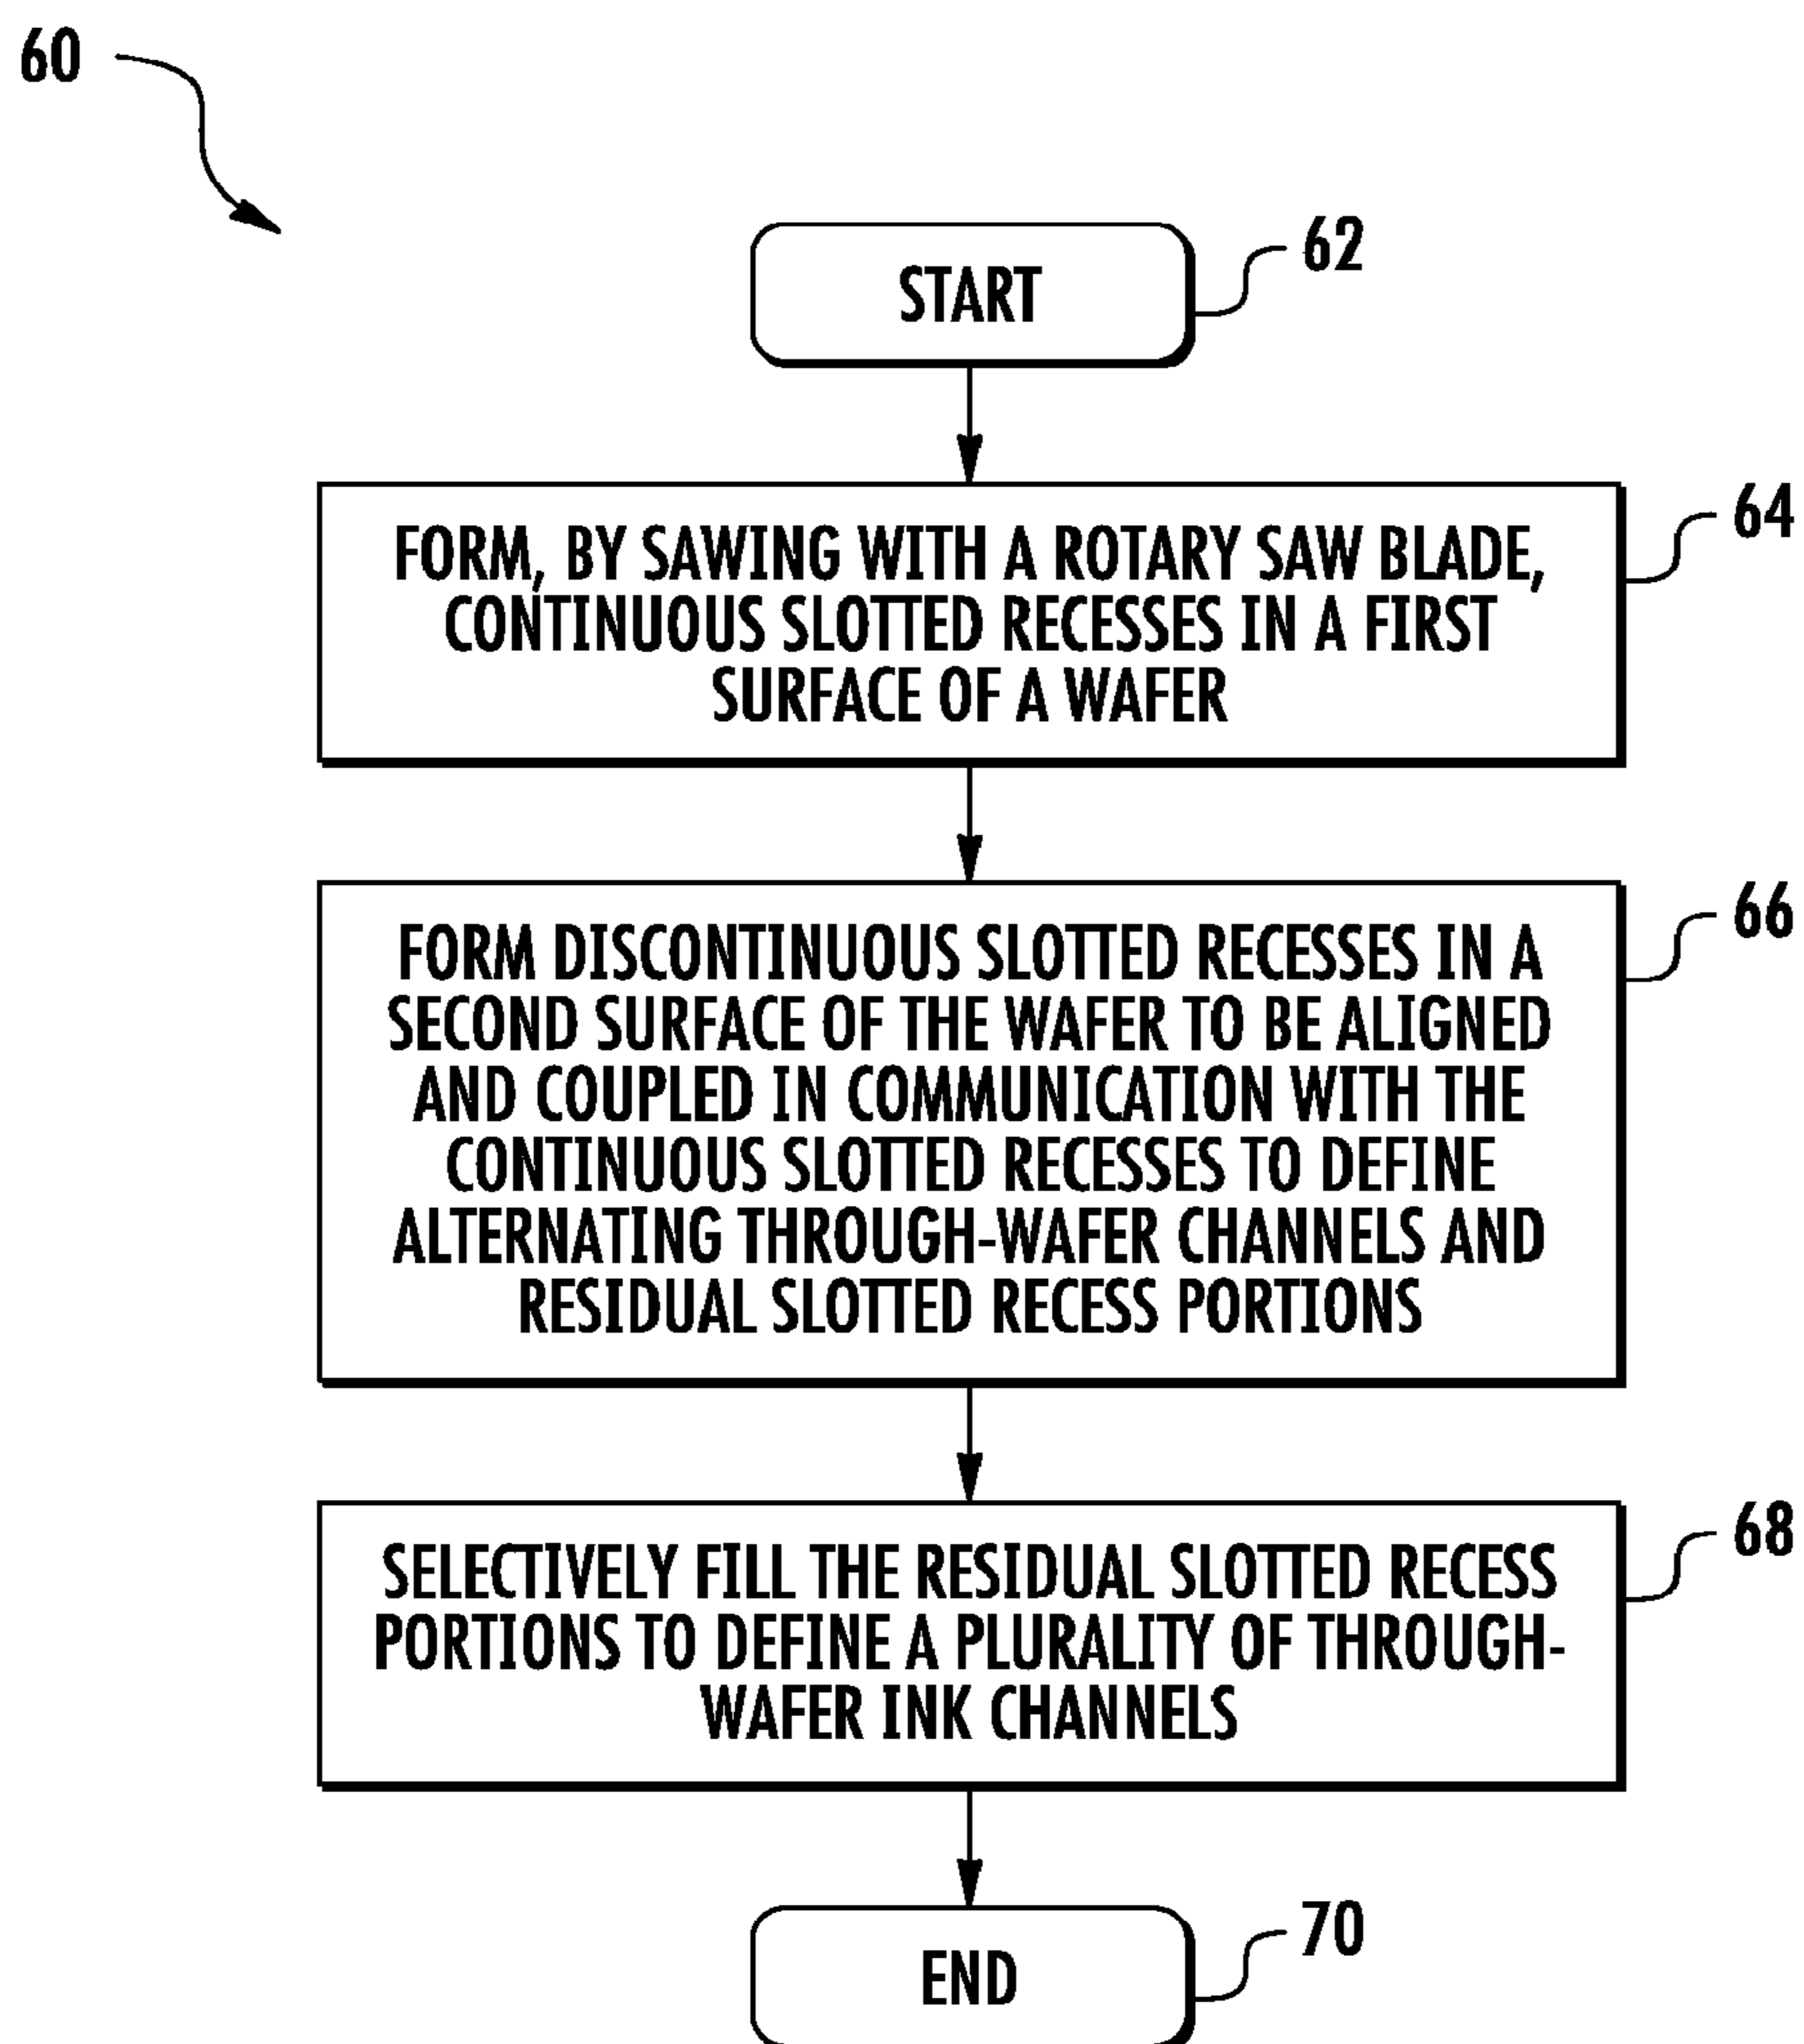 60
START
62
FORM, BY SAWING WITH A ROTARY SAW BLADE,
CONTINUOUS SLOTTED RECESSES IN A FIRST
SURFACE OF A WAFER
64
FORM DISCONTINUOUS SLOTTED RECESSES IN A
SECOND SURFACE OF THE WAFER TO BE ALIGNED
AND COUPLED IN COMMUNICATION WITH THE
CONTINUOUS SLOTTED RECESSES TO DEFINE
ALTERNATING THROUGH-WAFER CHANNELS AND
RESIDUAL SLOTTED RECESS PORTIONS
66
SELECTIVELY FILL THE RESIDUAL SLOTTED RECESS
PORTIONS TO DEFINE A PLURALITY OF THROUGH-
WAFER INK CHANNELS
68
END
70